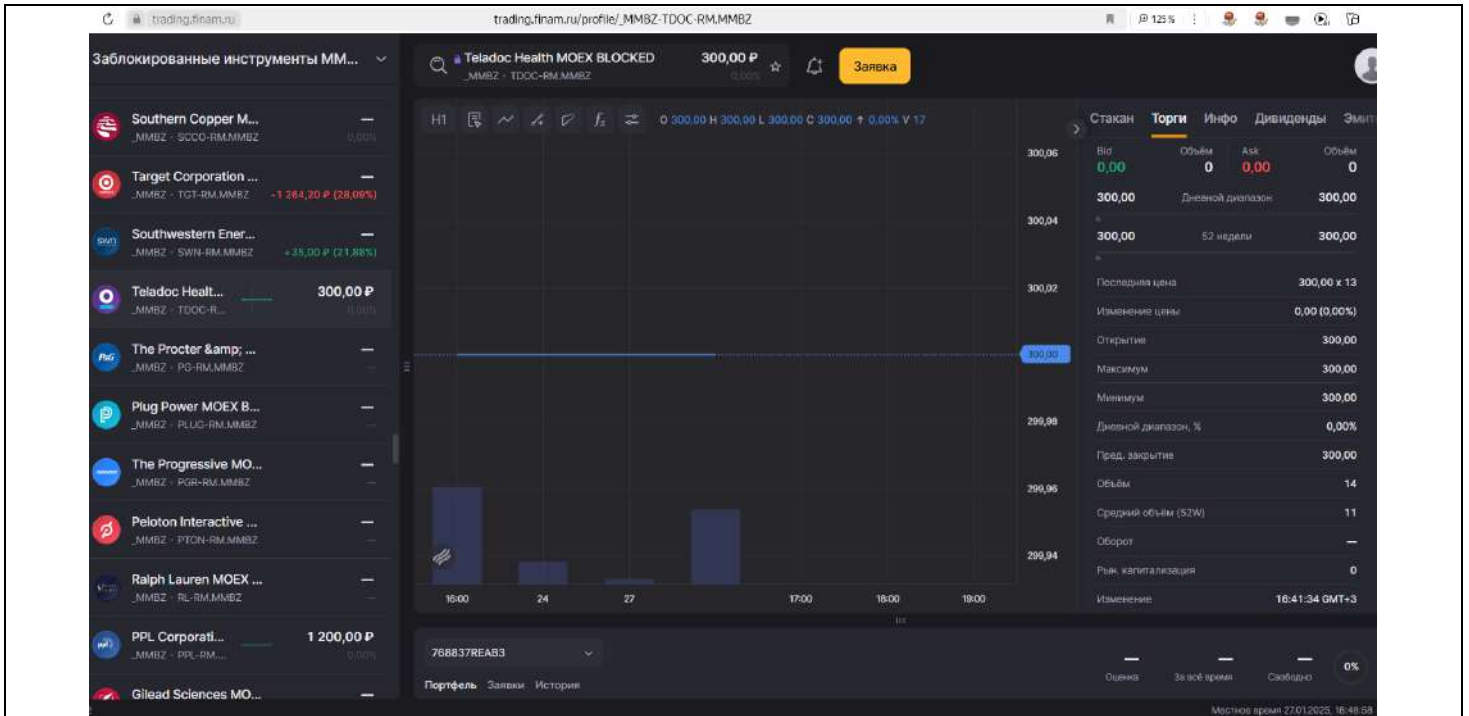 trading.finam.ru
trading.finam.ru/profile/_MMBZ-TDOC-RM.MMBZ
125 %
Заблокированные инструменты ММ...
Southern Copper M...
—
_MMBZ · SCCO-RM.MMBZ
0,00%
Target Corporation ...
—
_MMBZ · TGT-RM.MMBZ
-1 264,20 ₽ (28,09%)
Southwestern Ener...
—
_MMBZ · SWN-RM.MMBZ
+35,00 ₽ (21,88%)
Teladoc Healt...
300,00 ₽
_MMBZ · TDOC-R...
0,00%
The Procter &amp; ...
—
_MMBZ · PG-RM.MMBZ
—
Plug Power MOEX B...
—
_MMBZ · PLUG-RM.MMBZ
—
The Progressive MO...
—
_MMBZ · PGR-RM.MMBZ
—
Peloton Interactive ...
—
_MMBZ · PTON-RM.MMBZ
—
Ralph Lauren MOEX ...
—
_MMBZ · RL-RM.MMBZ
—
PPL Corporati...
1 200,00 ₽
_MMBZ · PPL-RM....
0,00%
Gilead Sciences MO...
—
Teladoc Health MOEX BLOCKED
300,00 ₽
_MMBZ · TDOC-RM.MMBZ
0,00%
Заявка
H1
O 300,00 H 300,00 L 300,00 C 300,00 ↑ 0,00% V 17
300,06
300,04
300,02
300,00
299,98
299,96
299,94
16:00 24 27 17:00 18:00 19:00
Стакан Торги Инфо Дивиденды Эмит
Bid Объём Ask Объём
0,00 0 0,00 0
300,00 Дневной диапазон 300,00
300,00 52 недели 300,00
Последняя цена 300,00 x 13
Изменение цены 0,00 (0,00%)
Открытие 300,00
Максимум 300,00
Минимум 300,00
Дневной диапазон, % 0,00%
Пред. закрытие 300,00
Объём 14
Средний объём (52W) 11
Оборот —
Рын. капитализация 0
Изменение 16:41:34 GMT+3
768837REAB3
Портфель Заявки История
— — — 0%
Оценка За всё время Свободно
Местное время 27.01.2025, 16:48:58